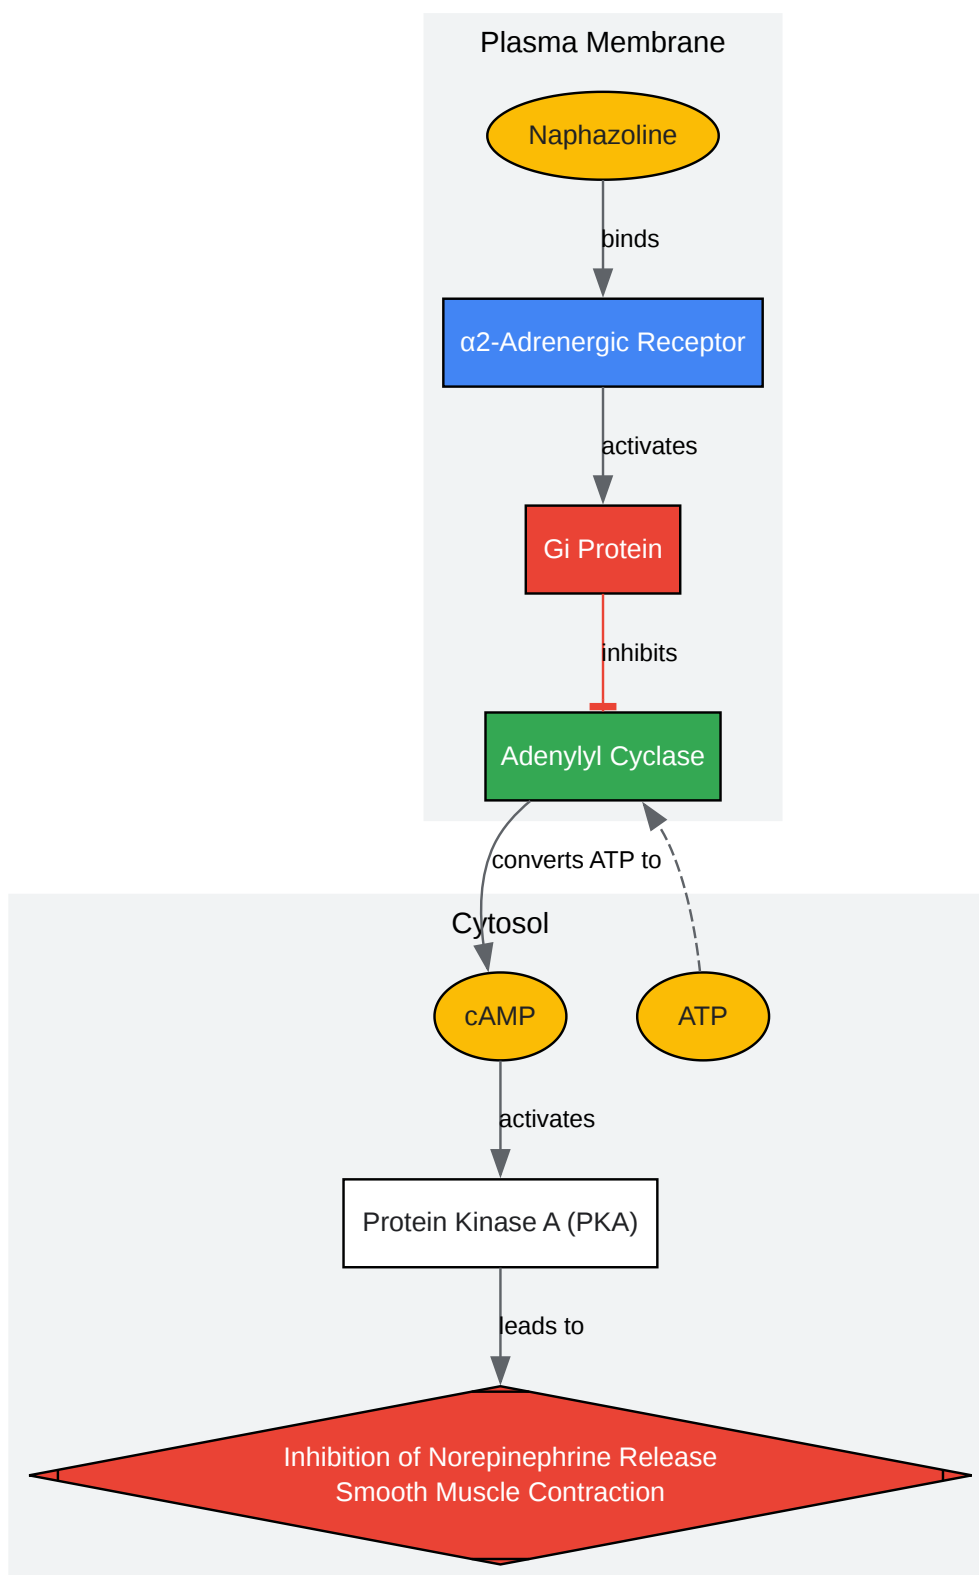 Plasma Membrane
Naphazoline
binds
α2-Adrenergic Receptor
activates
Gi Protein
inhibits
Adenylyl Cyclase
converts ATP to
Cytosol
cAMP
ATP
activates
Protein Kinase A (PKA)
leads to
Inhibition of Norepinephrine Release
Smooth Muscle Contraction